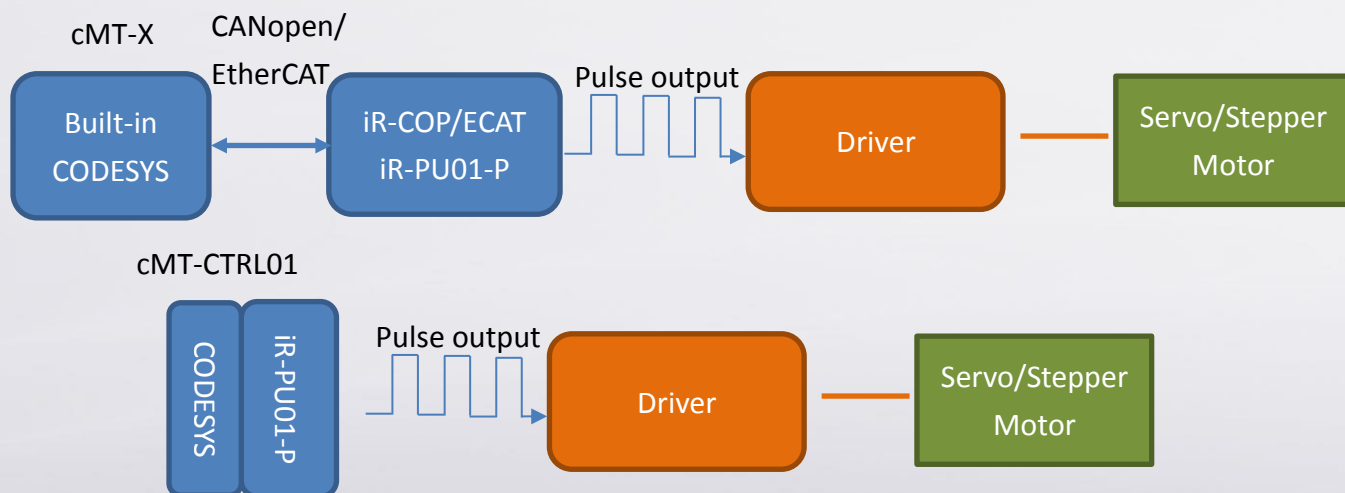 cMT-X
CANopen/
EtherCAT
Built-in
CODESYS
iR-COP/ECAT
iR-PU01-P
Pulse output
Driver
Servo/Stepper
Motor
cMT-CTRL01
CODESYS
iR-PU01-P
Pulse output
Driver
Servo/Stepper
Motor